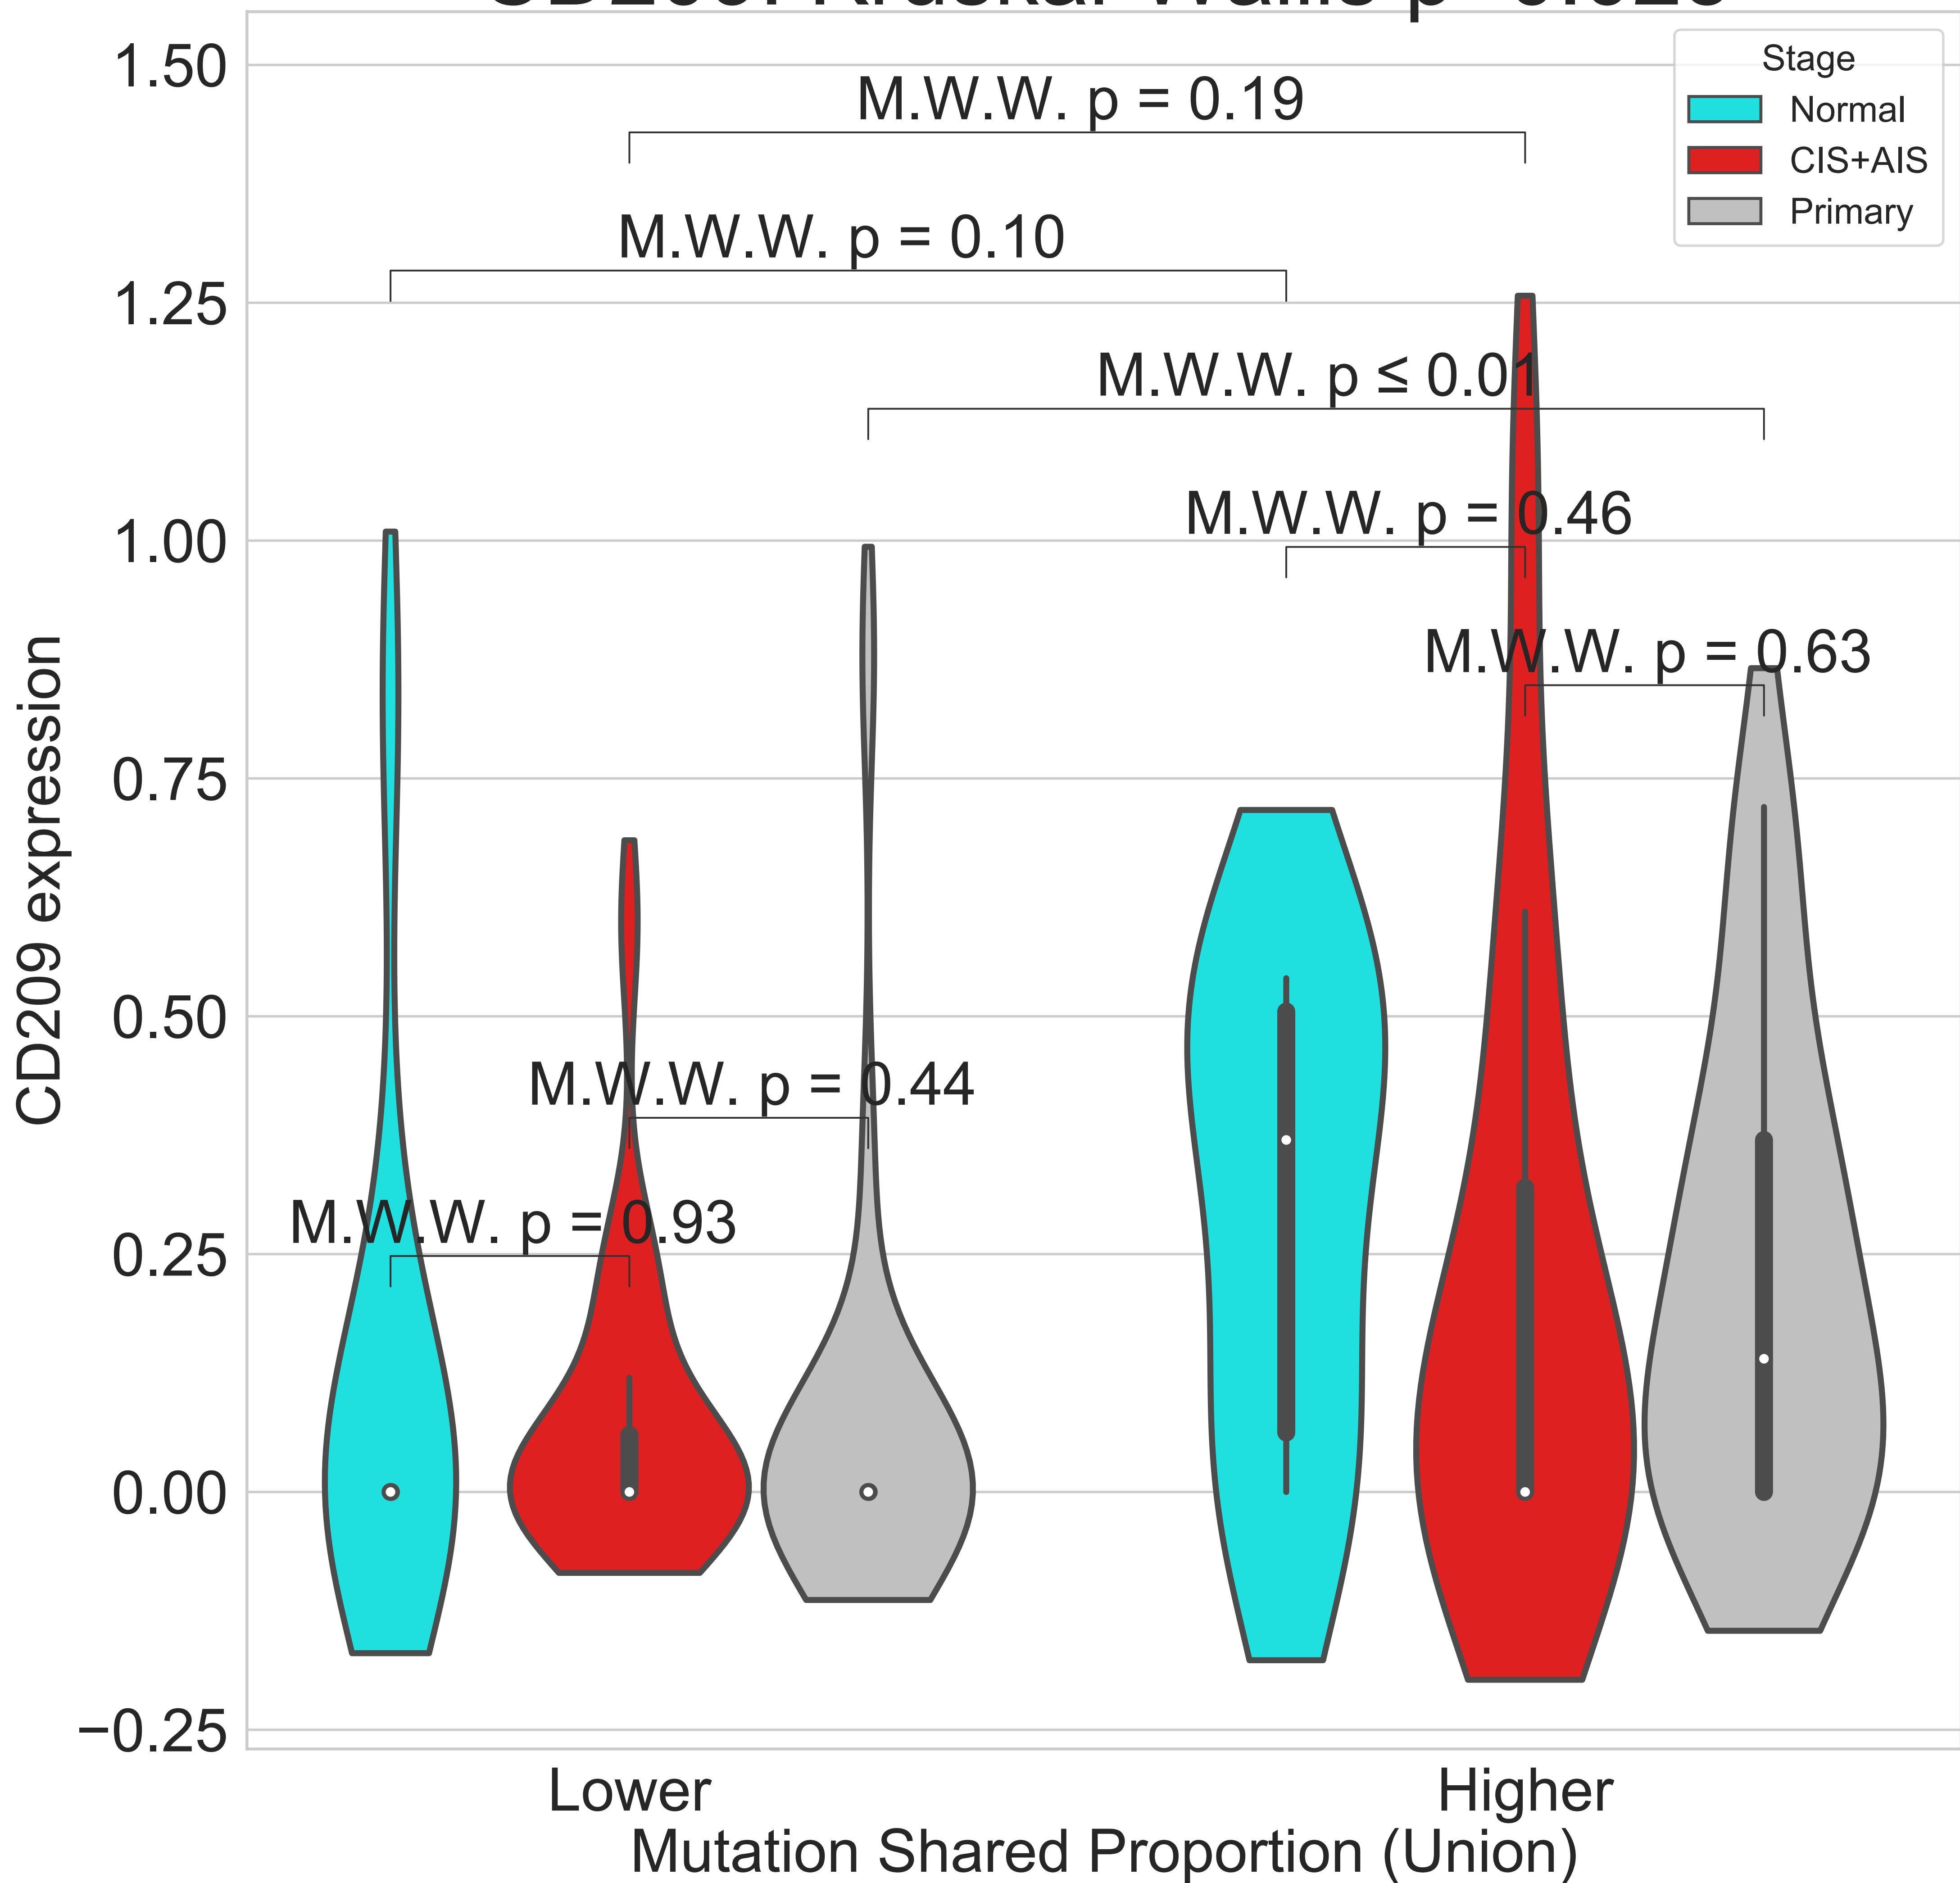 1.50
1.25
1.00
0.75
0.50
0.25
0.00
−0.25
CD209 expression
M.W.W. p = 0.19
M.W.W. p = 0.10
M.W.W. p ≤ 0.01
M.W.W. p = 0.46
M.W.W. p = 0.63
M.W.W. p = 0.44
M.W.W. p = 0.93
Stage
Normal
CIS+AIS
Primary
Lower
Higher
Mutation Shared Proportion (Union)